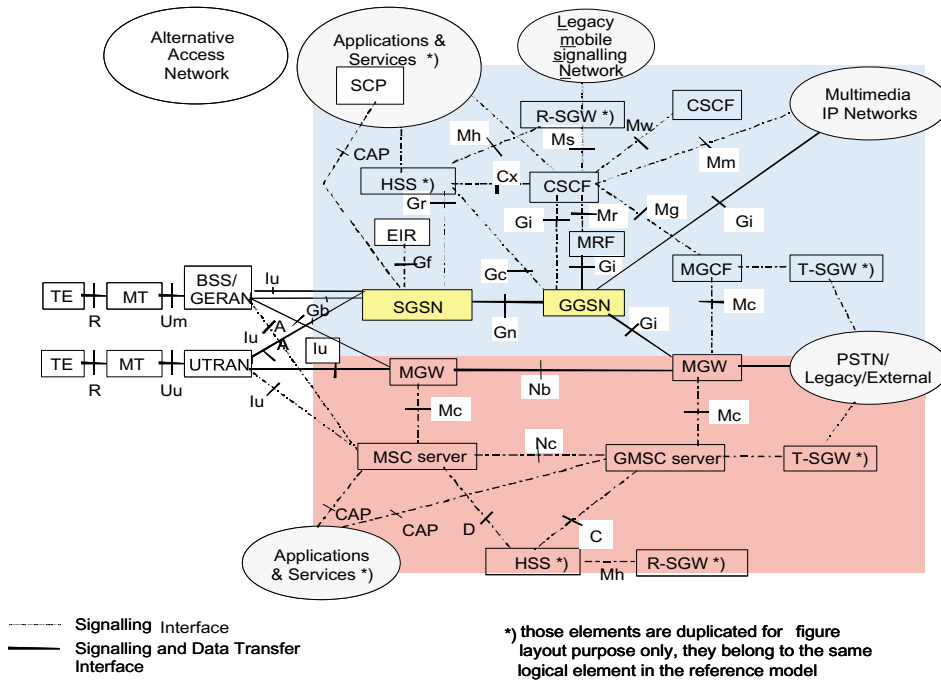 Alternative
Access
Network
Applications &
Services *)
SCP
Legacy
mobile
signalling
Network
Multimedia
IP Networks
R-SGW *)
CSCF
Mh
Ms
Mw
Mm
CAP
HSS *)
Cx
CSCF
Gr
Gi
Mr
Mg
Gi
EIR
MRF
Gf
Gc
Gi
MGCF
T-SGW *)
TE
R
MT
Um
BSS/
GERAN
Iu
Gb
SGSN
Gn
GGSN
Gi
Mc
A
Iu
A
Iu
TE
R
MT
Uu
UTRAN
Iu
MGW
Nb
MGW
PSTN/
Legacy/External
Mc
Mc
MSC server
Nc
GMSC server
T-SGW *)
CAP
CAP
D
C
Applications
& Services *)
HSS *)
Mh
R-SGW *)
Signalling Interface
Signalling and Data Transfer
Interface
*) those elements are duplicated for figure
layout purpose only, they belong to the same
logical element in the reference model